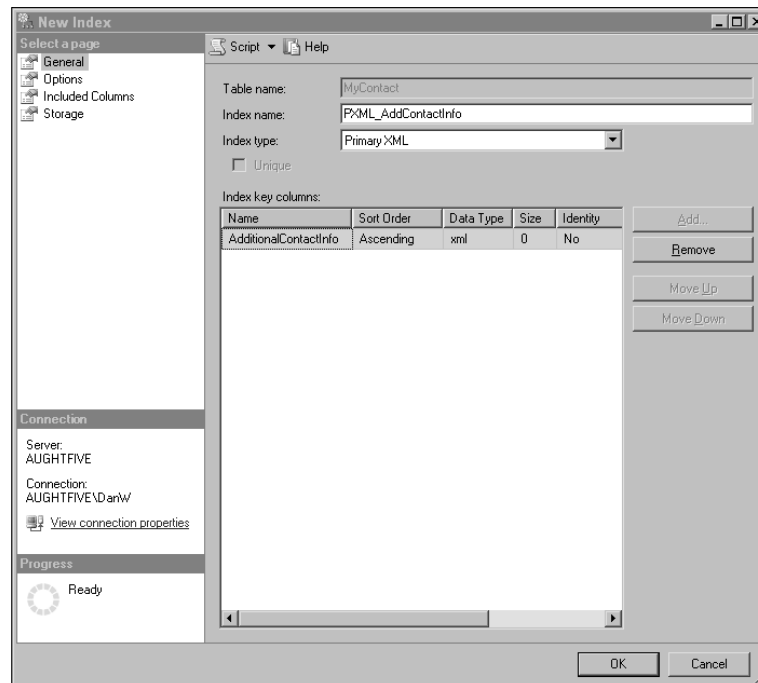 New Index
Select a page
General
Options
Included Columns
Storage
Script Help
Table name: MyContact
Index name: PXML_AddContactInfo
Index type: Primary XML
Unique
Index key columns:
Name Sort Order Data Type Size Identity
AdditionalContactInfo Ascending xml 0 No
Add...
Remove
Move Up
Move Down
Connection
Server:
AUGHTFIVE
Connection:
AUGHTFIVE\DanW
View connection properties
Progress
Ready
OK Cancel